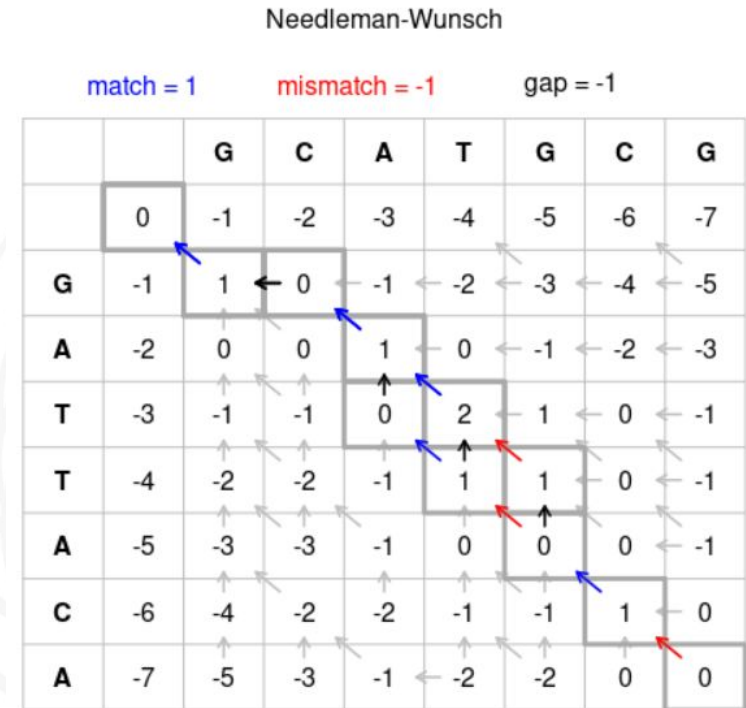 Needleman-Wunsch
match = 1 mismatch = -1 gap = -1
G C A T G C G
0 -1 -2 -3 -4 -5 -6 -7
G -1 1 0 -1 -2 -3 -4 -5
A -2 0 0 1 0 -1 -2 -3
T -3 -1 -1 0 2 1 0 -1
T -4 -2 -2 -1 1 1 0 -1
A -5 -3 -3 -1 0 0 0 -1
C -6 -4 -2 -2 -1 -1 1 0
A -7 -5 -3 -1 -2 -2 0 0